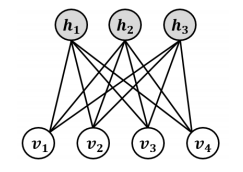 h₁ h₂ h₃
v₁ v₂ v₃ v₄